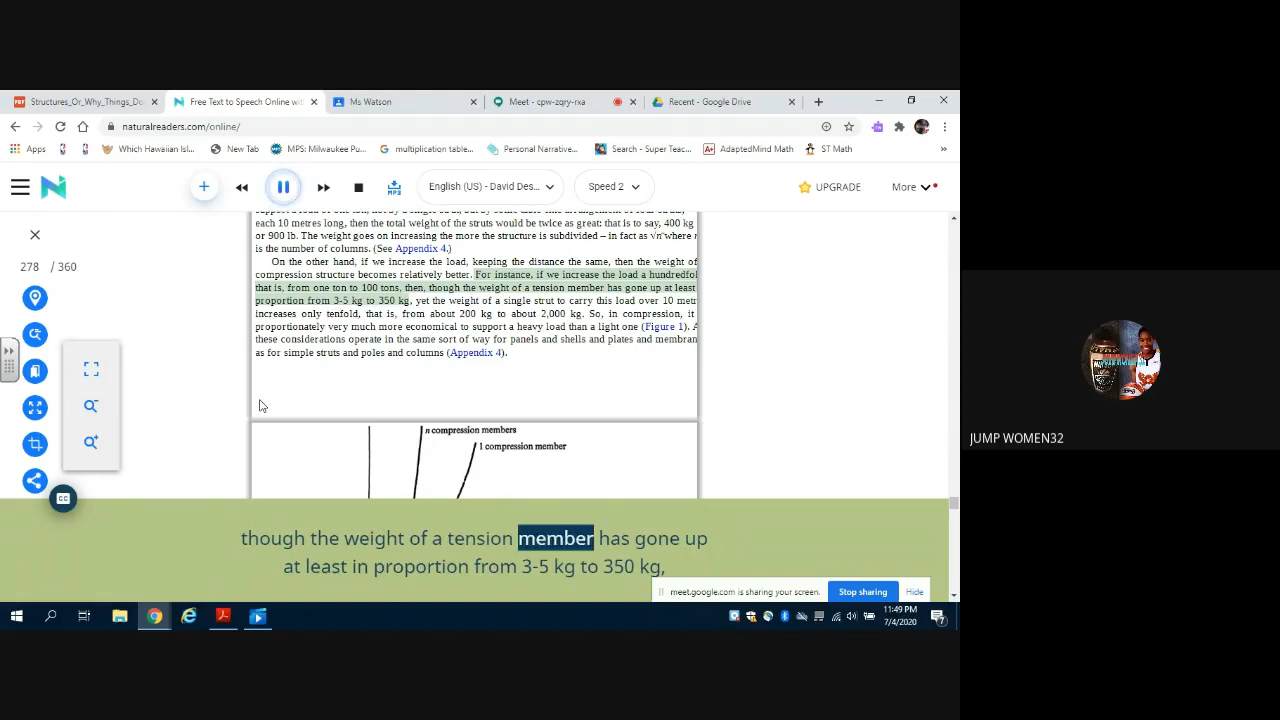 Structures_Or_Why_Things_Do
Free Text to Speech Online with
Ms Watson
Meet - cpw-zqry-rxa
Recent - Google Drive
naturalreaders.com/online/
Apps
Which Hawaiian Isl...
New Tab
MPS: Milwaukee Pu...
multiplication table...
Personal Narrative...
Search - Super Teac...
AdaptedMind Math
ST Math
»
MP3
English (US) - David Des...
Speed 2
UPGRADE
More
278 / 360
each 10 metres long, then the total weight of the struts would be twice as great: that is to say, 400 kg
or 900 lb. The weight goes on increasing the more the structure is subdivided – in fact as √n where n
is the number of columns. (See Appendix 4.)
On the other hand, if we increase the load, keeping the distance the same, then the weight of
compression structure becomes relatively better. For instance, if we increase the load a hundredfol
that is, from one ton to 100 tons, then, though the weight of a tension member has gone up at least
proportion from 3-5 kg to 350 kg, yet the weight of a single strut to carry this load over 10 metr
increases only tenfold, that is, from about 200 kg to about 2,000 kg. So, in compression, it
proportionately very much more economical to support a heavy load than a light one (Figure 1). A
these considerations operate in the same sort of way for panels and shells and plates and membran
as for simple struts and poles and columns (Appendix 4).
n compression members
1 compression member
CC
though the weight of a tension member has gone up
at least in proportion from 3-5 kg to 350 kg,
meet.google.com is sharing your screen.
Stop sharing
Hide
11:49 PM
7/4/2020
7
JUMP WOMEN32